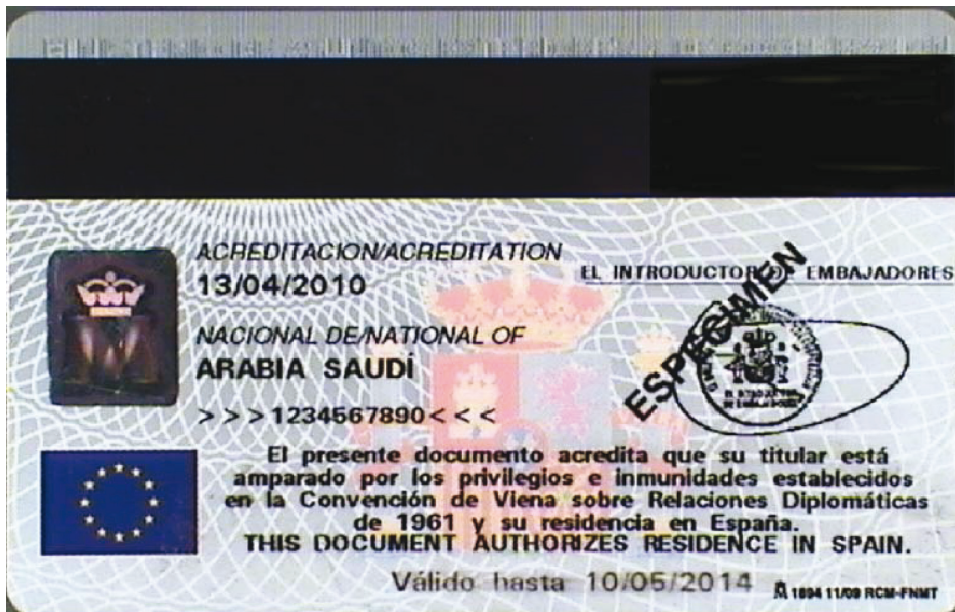 ACREDITACION/ACREDITATION
13/04/2010
EL INTRODUCTOR DE EMBAJADORES
ESPECIMEN
NACIONAL DE/NATIONAL OF
ARABIA SAUDÍ
>>>1234567890<<<
El presente documento acredita que su titular está
amparado por los privilegios e inmunidades establecidos
en la Convención de Viena sobre Relaciones Diplomáticas
de 1961 y su residencia en España.
THIS DOCUMENT AUTHORIZES RESIDENCE IN SPAIN.
Válido hasta 10/05/2014
1894 11/09 RCM-FNMT